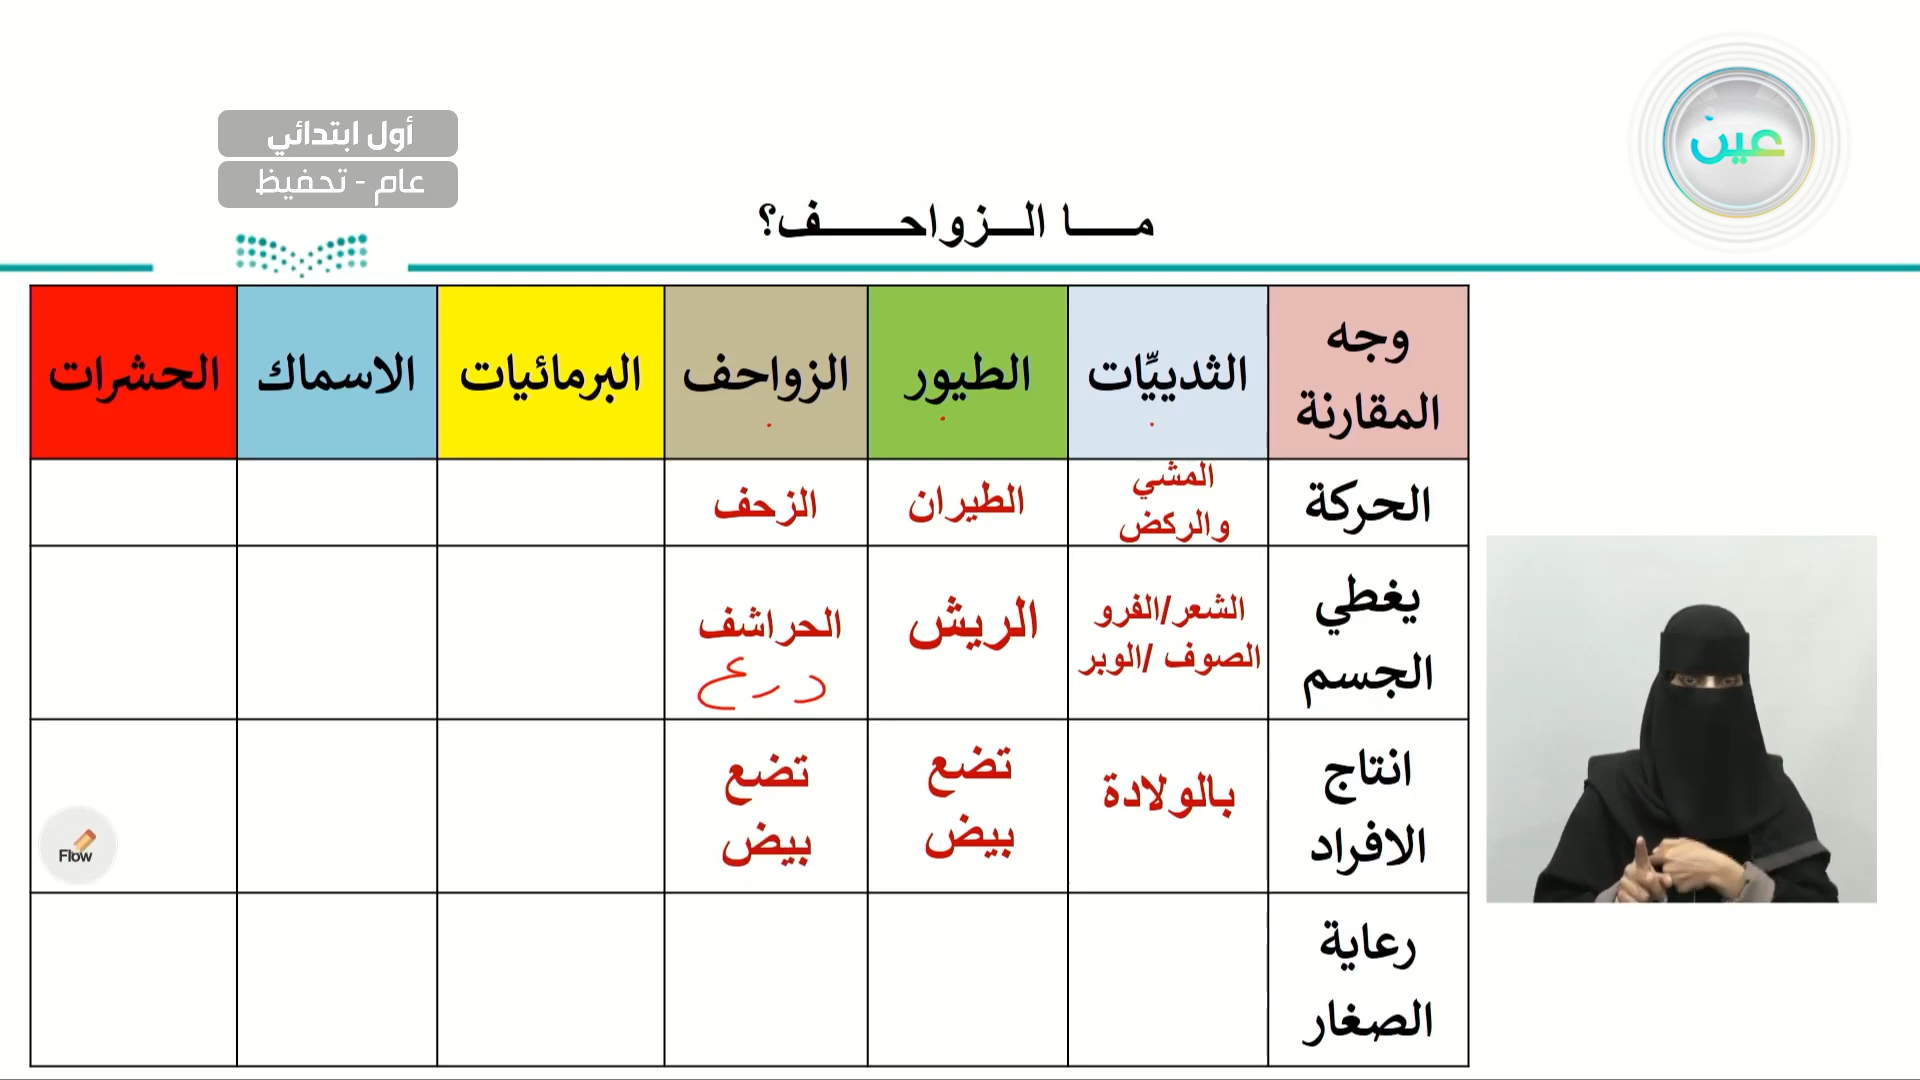 عين
أول ابتدائي
عام - تحفيظ
مـــا الــزواحــــف؟
وجه المقارنة
الثدييِّات
الطيور
الزواحف
البرمائيات
الاسماك
الحشرات
الحركة
المشي
والركض
الطيران
الزحف
يغطي
الجسم
الشعر/الفرو
الصوف /الوبر
الريش
الحراشف
درع
انتاج
الافراد
بالولادة
تضع
بيض
تضع
بيض
رعاية
الصغار
Flow